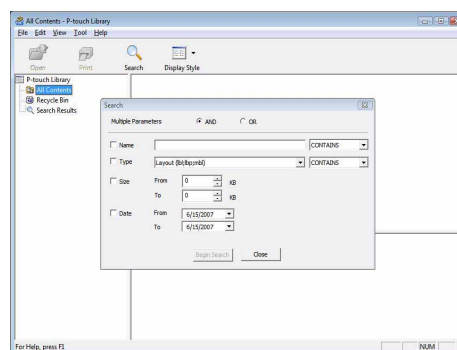 All Contents - P-touch Library
File Edit View Tool Help
Open Print Search Display Style
P-touch Library
All Contents
Recycle Bin
Search Results
Search
Multiple Parameters AND OR
Name CONTAINS
Type Layout (lbl;lbp;mbl) CONTAINS
Size From 0 KB
To 0 KB
Date From 6/15/2007
To 6/15/2007
Begin Search Close
For Help, press F1 NUM